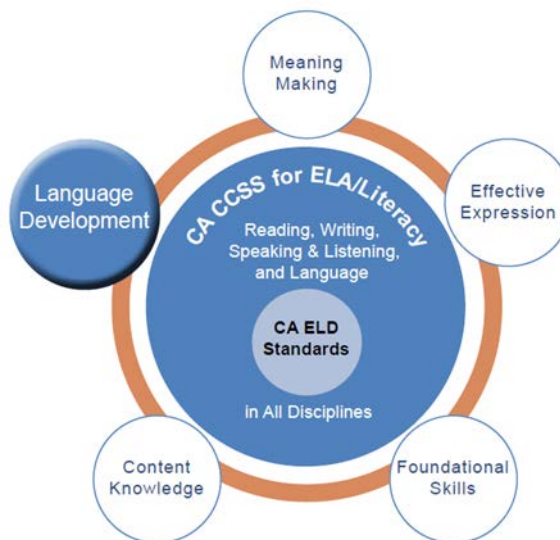 Meaning
Making
Language
Development
Effective
Expression
CA CCSS for ELA/Literacy
Reading, Writing,
Speaking & Listening,
and Language
CA ELD
Standards
in All Disciplines
Content
Knowledge
Foundational
Skills